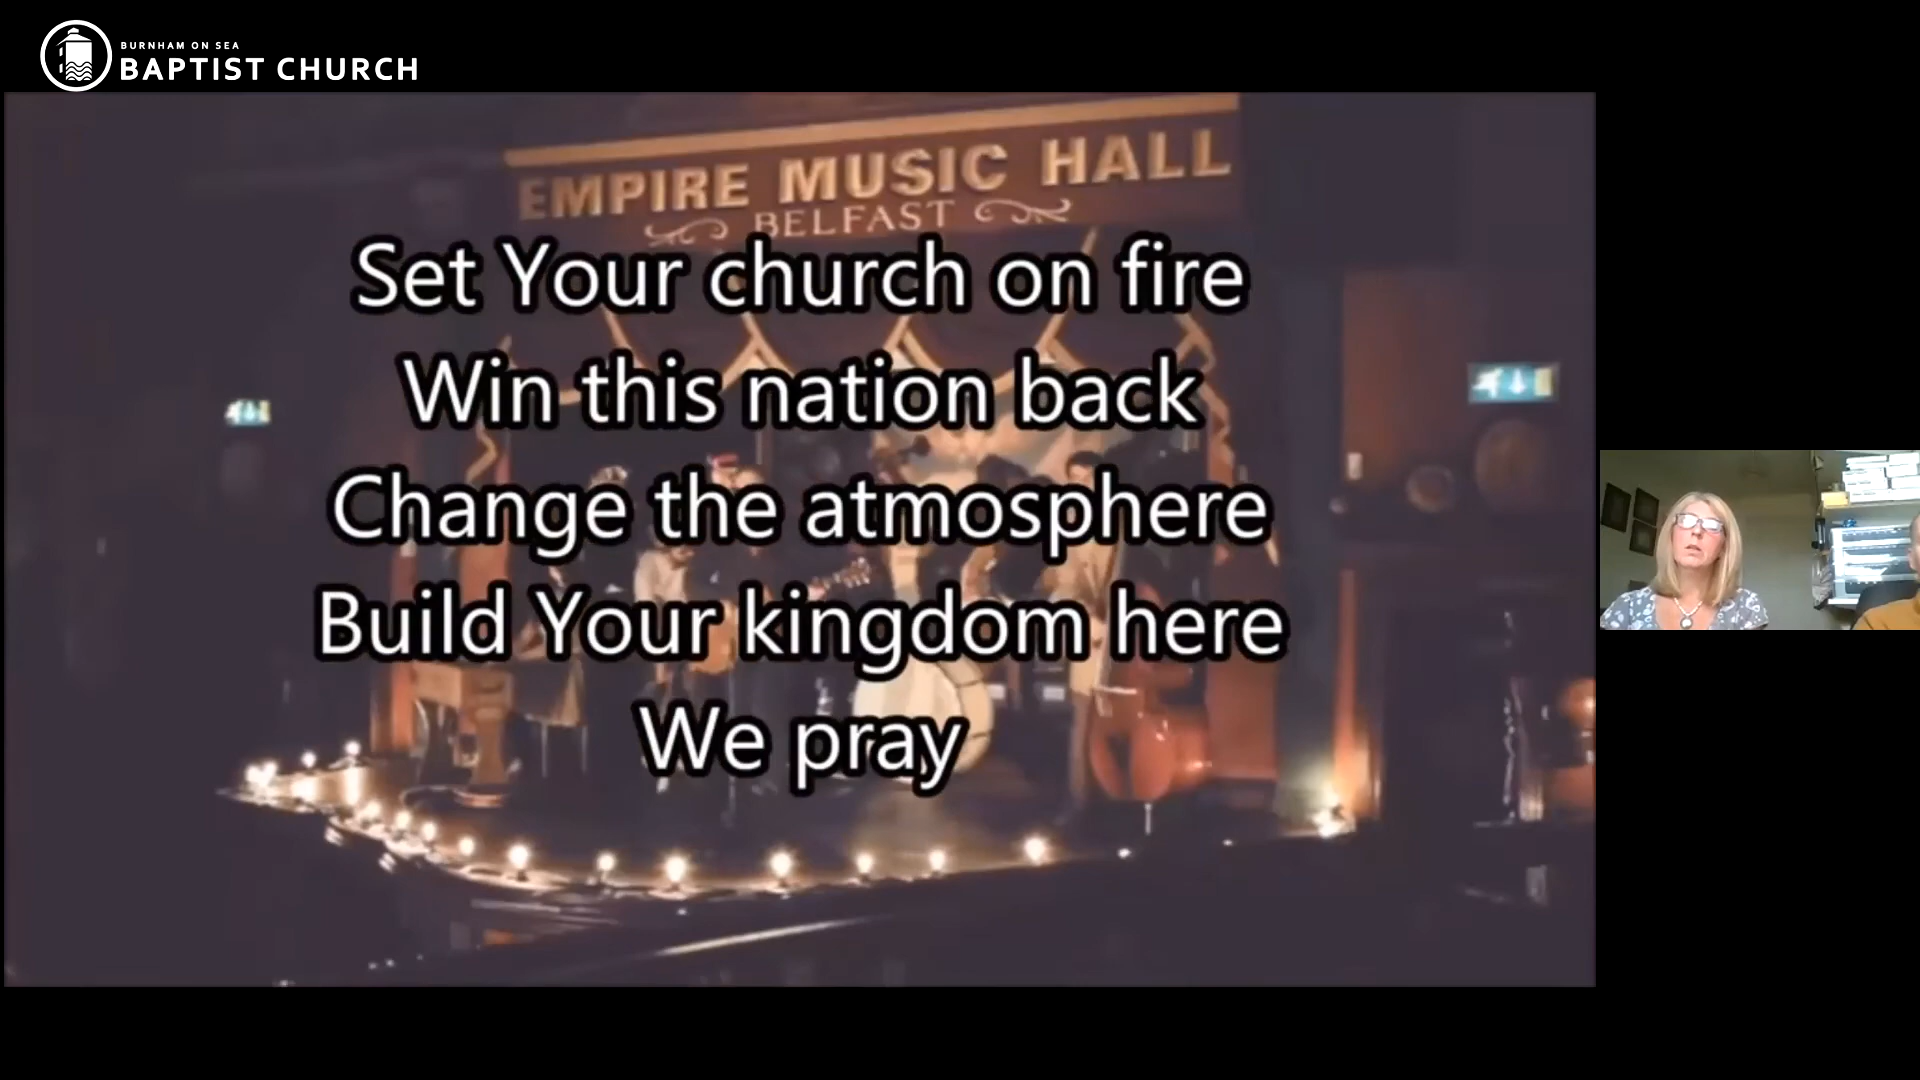 BURNHAM ON SEA
BAPTIST CHURCH
EMPIRE MUSIC HALL
BELFAST
Set Your church on fire
Win this nation back
Change the atmosphere
Build Your kingdom here
We pray